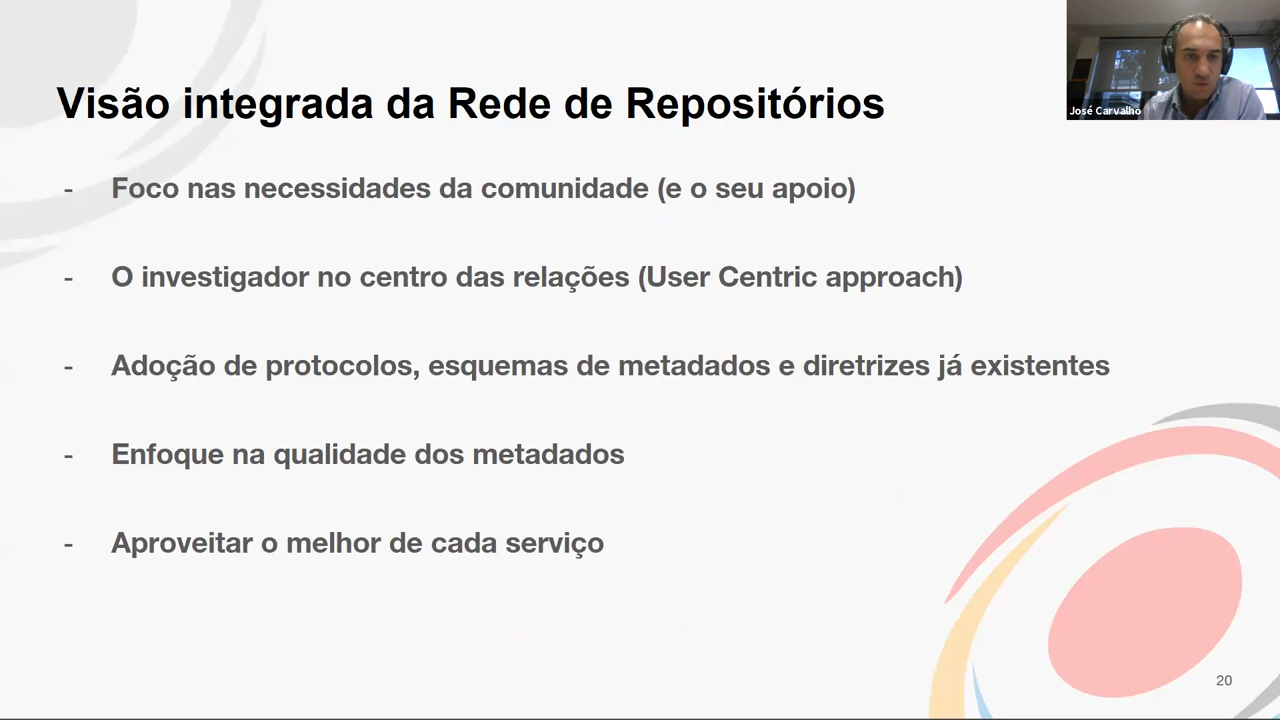 Visão integrada da Rede de Repositórios
José Carvalho
- Foco nas necessidades da comunidade (e o seu apoio)
- O investigador no centro das relações (User Centric approach)
- Adoção de protocolos, esquemas de metadados e diretrizes já existentes
- Enfoque na qualidade dos metadados
- Aproveitar o melhor de cada serviço
20